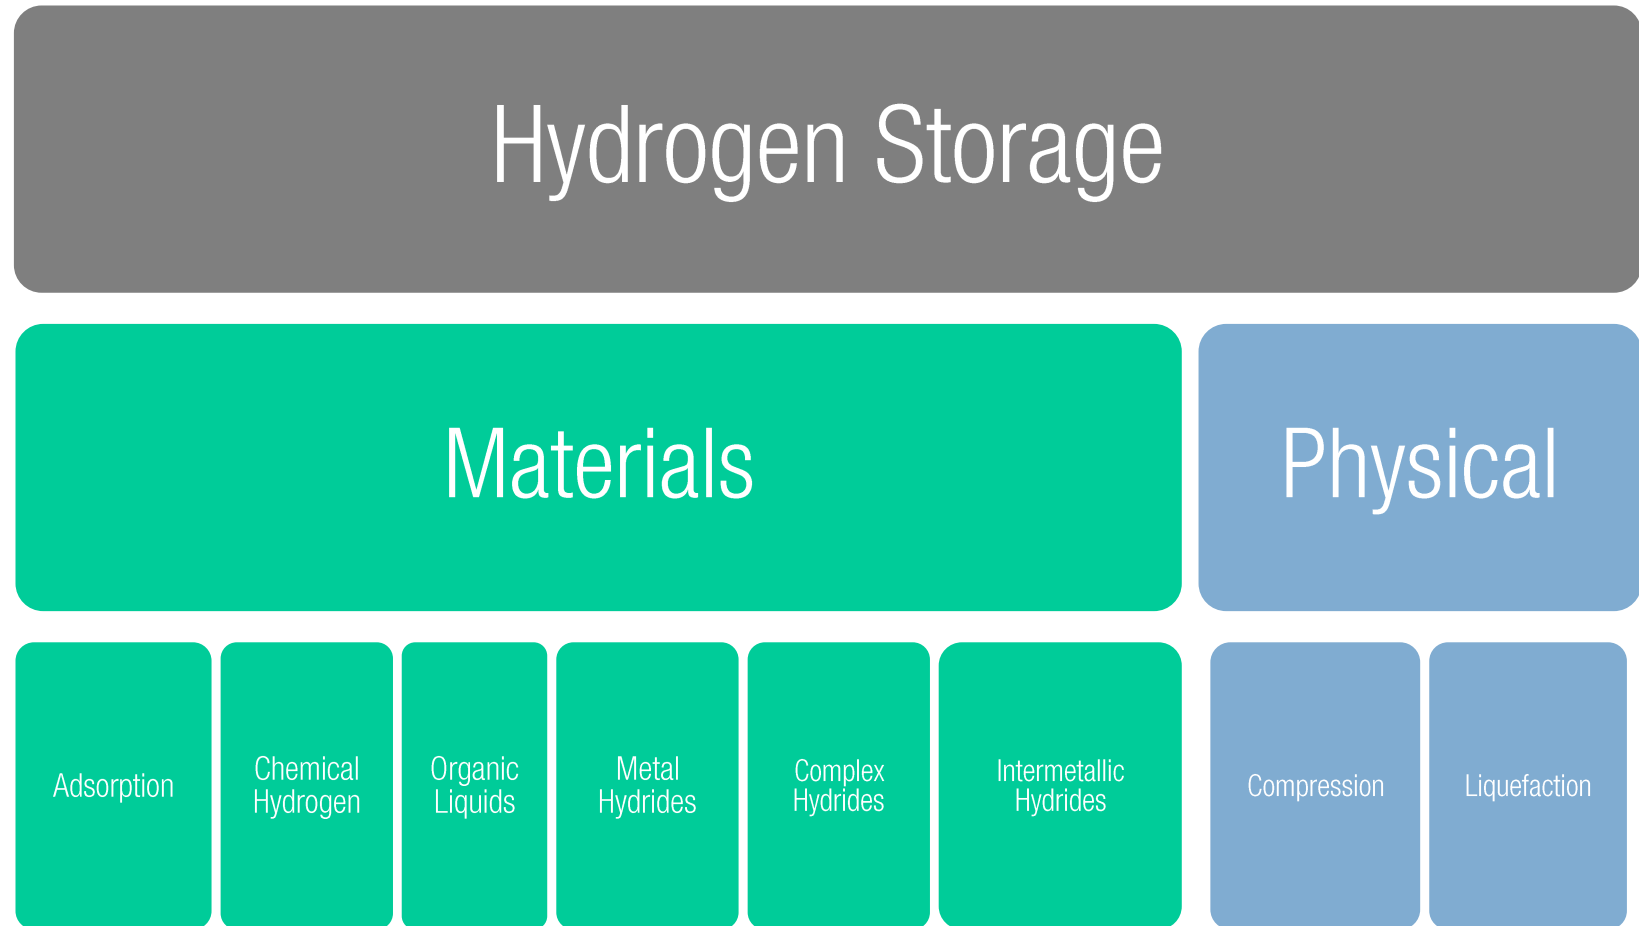 Hydrogen Storage
Materials
Physical
Adsorption
Chemical
Hydrogen
Organic
Liquids
Metal
Hydrides
Complex
Hydrides
Intermetallic
Hydrides
Compression
Liquefaction